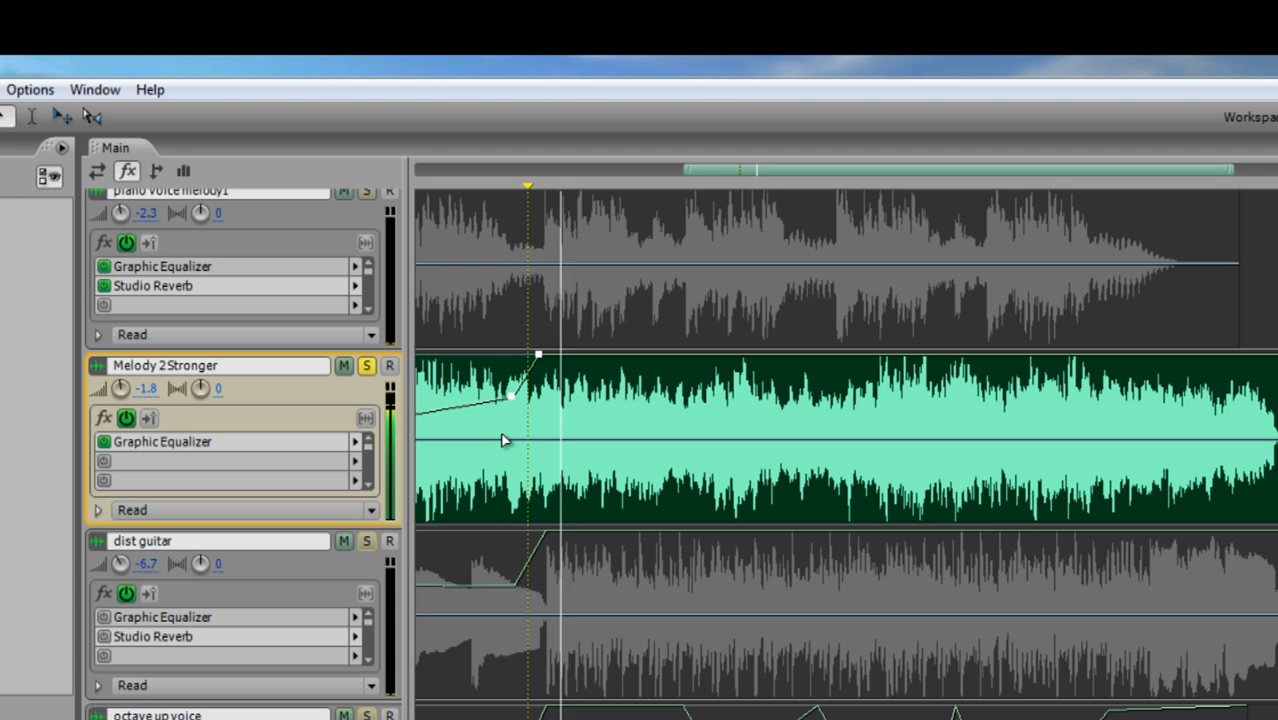 Options Window Help
Workspa
Main
fx
piano voice melody1 M S R
-2.3 0
fx
Graphic Equalizer
Studio Reverb
Read
Melody 2Stronger M S R
-1.8 0
fx
Graphic Equalizer
Read
dist guitar M S R
-6.7 0
fx
Graphic Equalizer
Studio Reverb
Read
octave up voice M S R